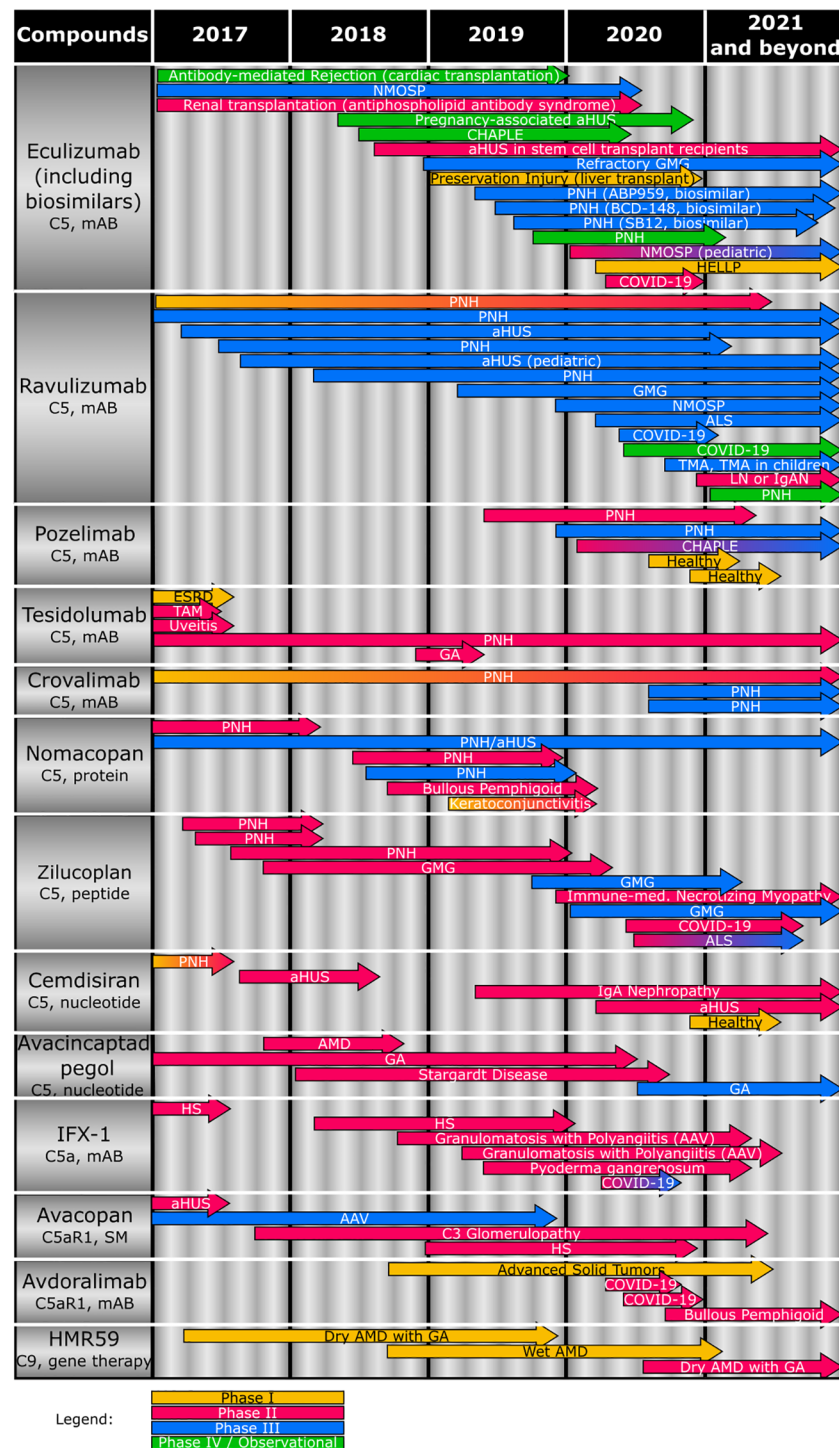 Compounds
2017
2018
2019
2020
2021
and beyond
Eculizumab
(including
biosimilars)
C5, mAB
Antibody-mediated Rejection (cardiac transplantation)
NMOSP
Renal transplantation (antiphospholipid antibody syndrome)
Pregnancy-associated aHUS
CHAPLE
aHUS in stem cell transplant recipients
Refractory GMG
Preservation Injury (liver transplant)
PNH (ABP959, biosimilar)
PNH (BCD-148, biosimilar)
PNH (SB12, biosimilar)
PNH
NMOSP (pediatric)
HELLP
COVID-19
Ravulizumab
C5, mAB
PNH
PNH
aHUS
PNH
aHUS (pediatric)
PNH
GMG
NMOSP
ALS
COVID-19
COVID-19
TMA, TMA in children
LN or IgAN
PNH
Pozelimab
C5, mAB
PNH
PNH
CHAPLE
Healthy
Healthy
Tesidolumab
C5, mAB
ESRD
TAM
Uveitis
PNH
GA
Crovalimab
C5, mAB
PNH
PNH
PNH
Nomacopan
C5, protein
PNH
PNH/aHUS
PNH
PNH
Bullous Pemphigoid
Keratoconjunctivitis
Zilucoplan
C5, peptide
PNH
PNH
PNH
GMG
GMG
Immune-med. Necrotizing Myopathy
GMG
COVID-19
ALS
Cemdisiran
C5, nucleotide
PNH
aHUS
IgA Nephropathy
aHUS
Healthy
Avacincaptad
pegol
C5, nucleotide
AMD
GA
Stargardt Disease
GA
IFX-1
C5a, mAB
HS
HS
Granulomatosis with Polyangiitis (AAV)
Granulomatosis with Polyangiitis (AAV)
Pyoderma gangrenosum
COVID-19
Avacopan
C5aR1, SM
aHUS
AAV
C3 Glomerulopathy
HS
Avdoralimab
C5aR1, mAB
Advanced Solid Tumors
COVID-19
COVID-19
Bullous Pemphigoid
HMR59
C9, gene therapy
Dry AMD with GA
Wet AMD
Dry AMD with GA
Legend:
Phase I
Phase II
Phase III
Phase IV / Observational